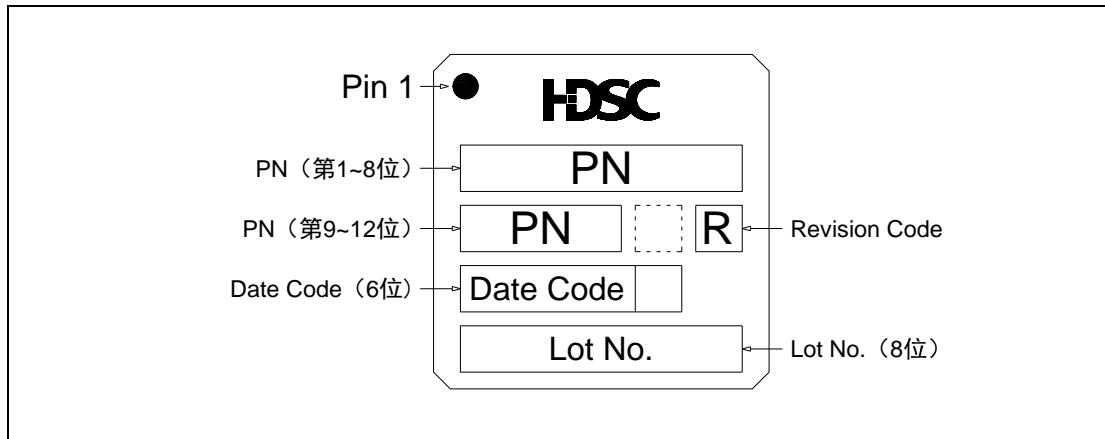 Pin 1
HDSC
PN（第1~8位）
PN
PN（第9~12位）
PN
R
Revision Code
Date Code（6位）
Date Code
Lot No.
Lot No.（8位）